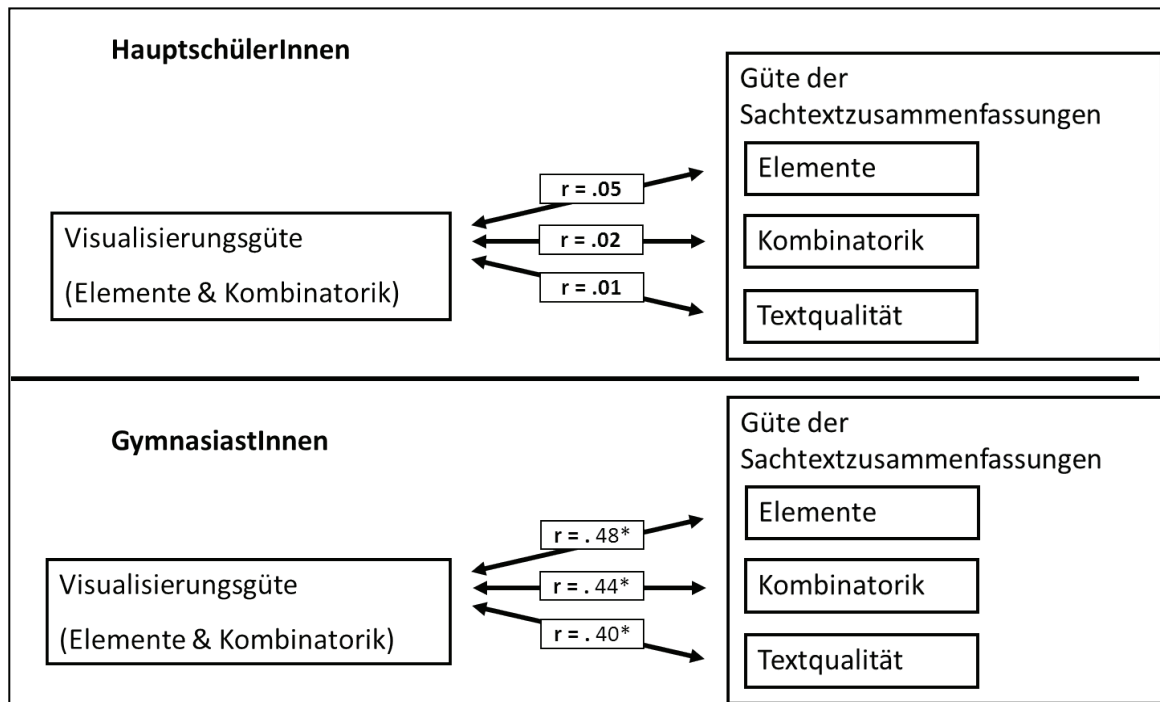 HauptschülerInnen
Güte der
Sachtextzusammenfassungen
Elemente
r = .05
Visualisierungsgüte
(Elemente & Kombinatorik)
r = .02
Kombinatorik
r = .01
Textqualität
GymnasiastInnen
Güte der
Sachtextzusammenfassungen
Elemente
r = . 48*
Visualisierungsgüte
(Elemente & Kombinatorik)
r = . 44*
Kombinatorik
r = . 40*
Textqualität